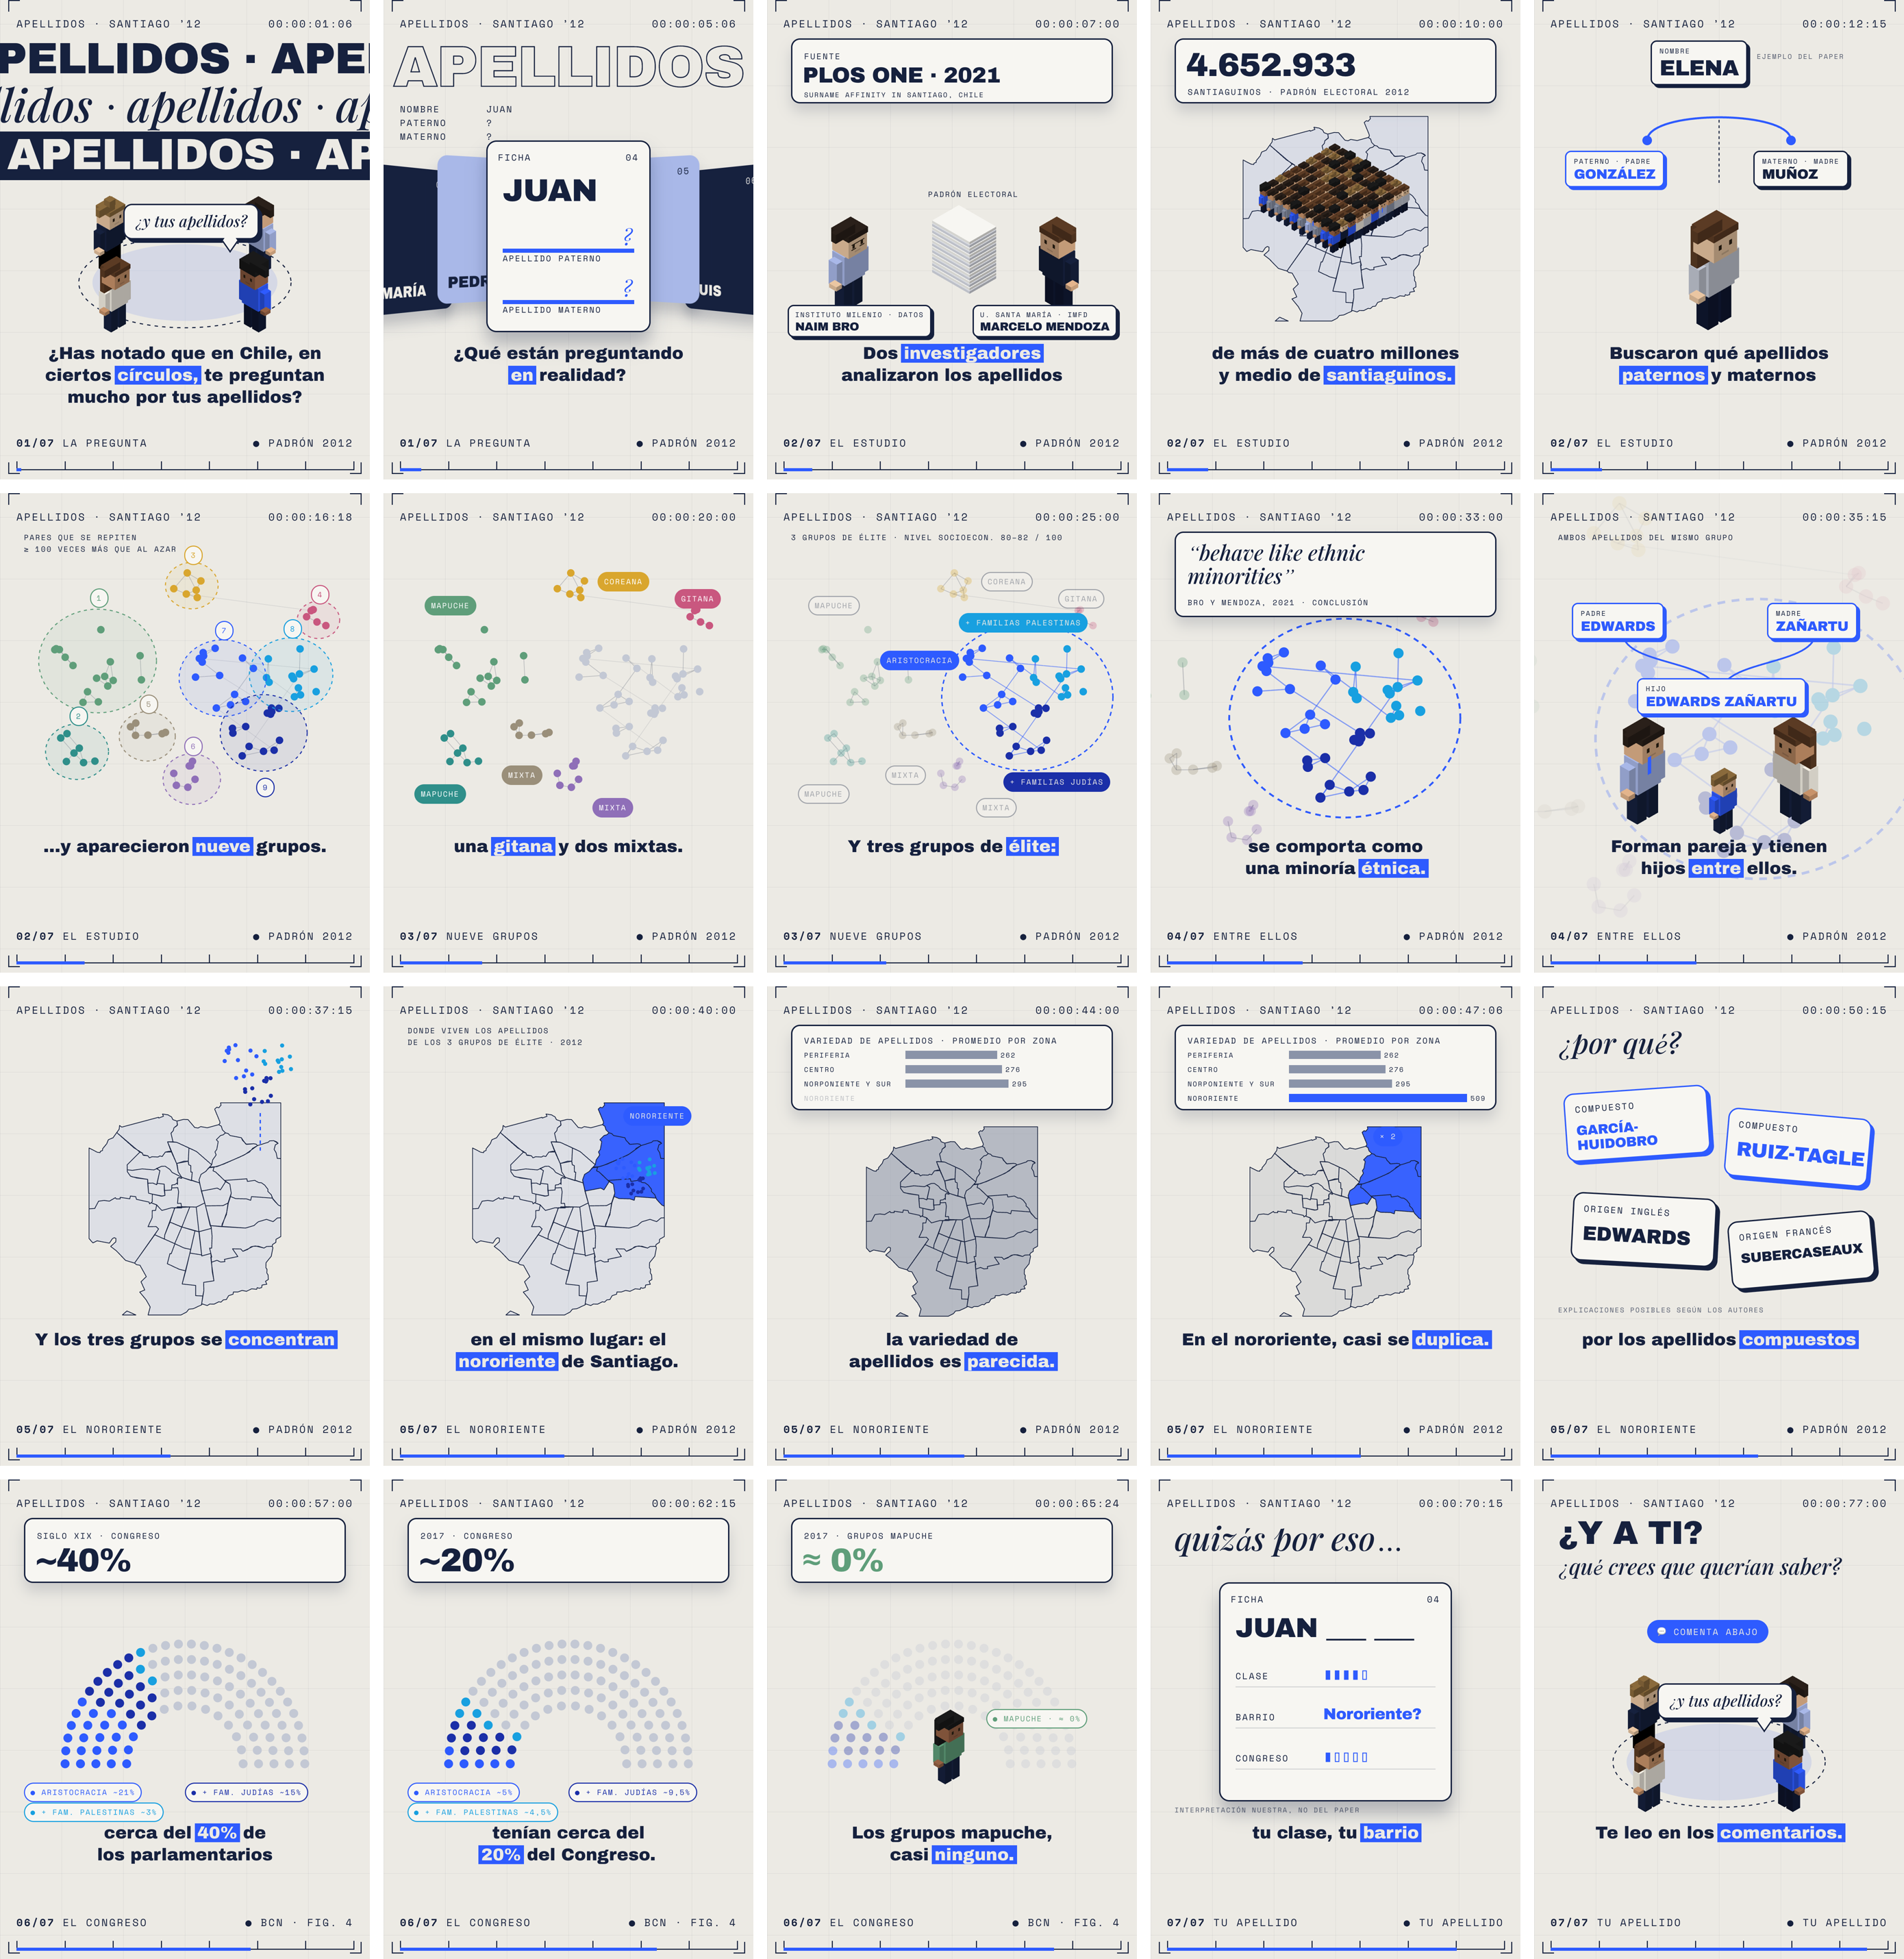 APELLIDOS · SANTIAGO '12 00:00:01:06
PELLIDOS · APE
llidos · apellidos · ap
APELLIDOS · AP
¿y tus apellidos?
¿Has notado que en Chile, en
ciertos círculos, te preguntan
mucho por tus apellidos?
01/07 LA PREGUNTA ● PADRÓN 2012
APELLIDOS · SANTIAGO '12 00:00:05:06
APELLIDOS
NOMBRE JUAN
PATERNO ?
MATERNO ?
FICHA 04
05
JUAN
?
APELLIDO PATERNO
?
APELLIDO MATERNO
MARÍA
PEDR
UIS
¿Qué están preguntando
en realidad?
01/07 LA PREGUNTA ● PADRÓN 2012
APELLIDOS · SANTIAGO '12 00:00:07:00
FUENTE
PLOS ONE · 2021
SURNAME AFFINITY IN SANTIAGO, CHILE
PADRÓN ELECTORAL
INSTITUTO MILENIO · DATOS
NAIM BRO
U. SANTA MARÍA · IMFD
MARCELO MENDOZA
Dos investigadores
analizaron los apellidos
02/07 EL ESTUDIO ● PADRÓN 2012
APELLIDOS · SANTIAGO '12 00:00:10:00
4.652.933
SANTIAGUINOS · PADRÓN ELECTORAL 2012
de más de cuatro millones
y medio de santiaguinos.
02/07 EL ESTUDIO ● PADRÓN 2012
APELLIDOS · SANTIAGO '12 00:00:12:15
NOMBRE
ELENA
EJEMPLO DEL PAPER
PATERNO · PADRE
GONZÁLEZ
MATERNO · MADRE
MUÑOZ
Buscaron qué apellidos
paternos y maternos
02/07 EL ESTUDIO ● PADRÓN 2012
APELLIDOS · SANTIAGO '12 00:00:16:18
PARES QUE SE REPITEN
≥ 100 VECES MÁS QUE AL AZAR
3
1
4
7
8
2
5
6
9
...y aparecieron nueve grupos.
02/07 EL ESTUDIO ● PADRÓN 2012
APELLIDOS · SANTIAGO '12 00:00:20:00
COREANA
MAPUCHE
GITANA
MIXTA
MAPUCHE
MIXTA
una gitana y dos mixtas.
03/07 NUEVE GRUPOS ● PADRÓN 2012
APELLIDOS · SANTIAGO '12 00:00:25:00
3 GRUPOS DE ÉLITE · NIVEL SOCIOECON. 80–82 / 100
COREANA
MAPUCHE
GITANA
+ FAMILIAS PALESTINAS
ARISTOCRACIA
MIXTA
+ FAMILIAS JUDÍAS
MAPUCHE
MIXTA
Y tres grupos de élite:
03/07 NUEVE GRUPOS ● PADRÓN 2012
APELLIDOS · SANTIAGO '12 00:00:33:00
“behave like ethnic
minorities”
BRO Y MENDOZA, 2021 · CONCLUSIÓN
se comporta como
una minoría étnica.
04/07 ENTRE ELLOS ● PADRÓN 2012
APELLIDOS · SANTIAGO '12 00:00:35:15
AMBOS APELLIDOS DEL MISMO GRUPO
PADRE
EDWARDS
MADRE
ZAÑARTU
HIJO
EDWARDS ZAÑARTU
Forman pareja y tienen
hijos entre ellos.
04/07 ENTRE ELLOS ● PADRÓN 2012
APELLIDOS · SANTIAGO '12 00:00:37:15
Y los tres grupos se concentran
05/07 EL NORORIENTE ● PADRÓN 2012
APELLIDOS · SANTIAGO '12 00:00:40:00
DONDE VIVEN LOS APELLIDOS
DE LOS 3 GRUPOS DE ÉLITE · 2012
NORORIENTE
en el mismo lugar: el
nororiente de Santiago.
05/07 EL NORORIENTE ● PADRÓN 2012
APELLIDOS · SANTIAGO '12 00:00:44:00
VARIEDAD DE APELLIDOS · PROMEDIO POR ZONA
PERIFERIA 262
CENTRO 276
NORPONIENTE Y SUR 295
NORORIENTE
la variedad de
apellidos es parecida.
05/07 EL NORORIENTE ● PADRÓN 2012
APELLIDOS · SANTIAGO '12 00:00:47:06
VARIEDAD DE APELLIDOS · PROMEDIO POR ZONA
PERIFERIA 262
CENTRO 276
NORPONIENTE Y SUR 295
NORORIENTE 509
× 2
En el nororiente, casi se duplica.
05/07 EL NORORIENTE ● PADRÓN 2012
APELLIDOS · SANTIAGO '12 00:00:50:15
¿por qué?
COMPUESTO
GARCÍA-
HUIDOBRO
COMPUESTO
RUIZ-TAGLE
ORIGEN INGLÉS
EDWARDS
ORIGEN FRANCÉS
SUBERCASEAUX
EXPLICACIONES POSIBLES SEGÚN LOS AUTORES
por los apellidos compuestos
05/07 EL NORORIENTE ● PADRÓN 2012
APELLIDOS · SANTIAGO '12 00:00:57:00
SIGLO XIX · CONGRESO
~40%
● ARISTOCRACIA ~21%
● + FAM. JUDÍAS ~15%
● + FAM. PALESTINAS ~3%
cerca del 40% de
los parlamentarios
06/07 EL CONGRESO ● BCN · FIG. 4
APELLIDOS · SANTIAGO '12 00:00:62:15
2017 · CONGRESO
~20%
● ARISTOCRACIA ~5%
● + FAM. JUDÍAS ~9,5%
● + FAM. PALESTINAS ~4,5%
tenían cerca del
20% del Congreso.
06/07 EL CONGRESO ● BCN · FIG. 4
APELLIDOS · SANTIAGO '12 00:00:65:24
2017 · GRUPOS MAPUCHE
≈ 0%
● MAPUCHE · ≈ 0%
Los grupos mapuche,
casi ninguno.
06/07 EL CONGRESO ● BCN · FIG. 4
APELLIDOS · SANTIAGO '12 00:00:70:15
quizás por eso...
FICHA 04
JUAN __ __
CLASE
BARRIO Nororiente?
CONGRESO
INTERPRETACIÓN NUESTRA, NO DEL PAPER
tu clase, tu barrio
07/07 TU APELLIDO ● TU APELLIDO
APELLIDOS · SANTIAGO '12 00:00:77:00
¿Y A TI?
¿qué crees que querían saber?
COMENTA ABAJO
¿y tus apellidos?
Te leo en los comentarios.
07/07 TU APELLIDO ● TU APELLIDO